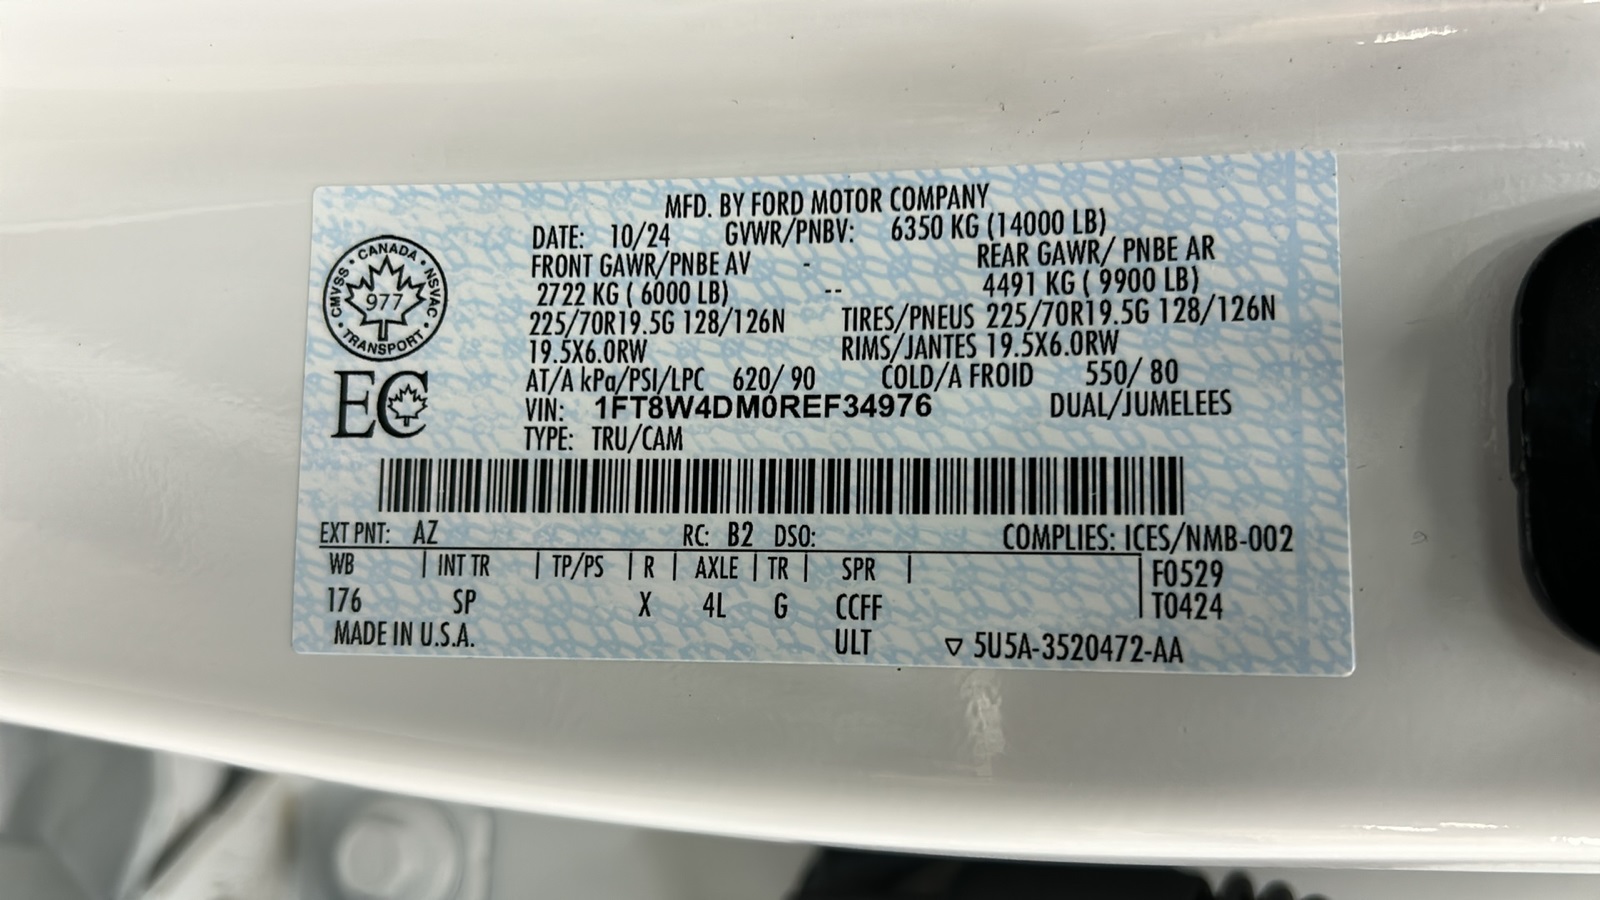 MFD. BY FORD MOTOR COMPANY
DATE: 10/24 GVWR/PNBV: 6350 KG (14000 LB)
FRONT GAWR/PNBE AV - REAR GAWR/ PNBE AR
2722 KG ( 6000 LB) -- 4491 KG ( 9900 LB)
225/70R19.5G 128/126N TIRES/PNEUS 225/70R19.5G 128/126N
19.5X6.0RW RIMS/JANTES 19.5X6.0RW
AT/A kPa/PSI/LPC 620/ 90 COLD/A FROID 550/ 80
VIN: 1FT8W4DM0REF34976 DUAL/JUMELEES
TYPE: TRU/CAM
CANADA • NSVAC • TRANSPORT • CMVSS •
977
EC
EXT PNT: AZ RC: B2 DSO: COMPLIES: ICES/NMB-002
WB | INT TR | TP/PS | R | AXLE | TR | SPR | F0529
176 SP X 4L G CCFF T0424
MADE IN U.S.A. ULT ▽ 5U5A-3520472-AA